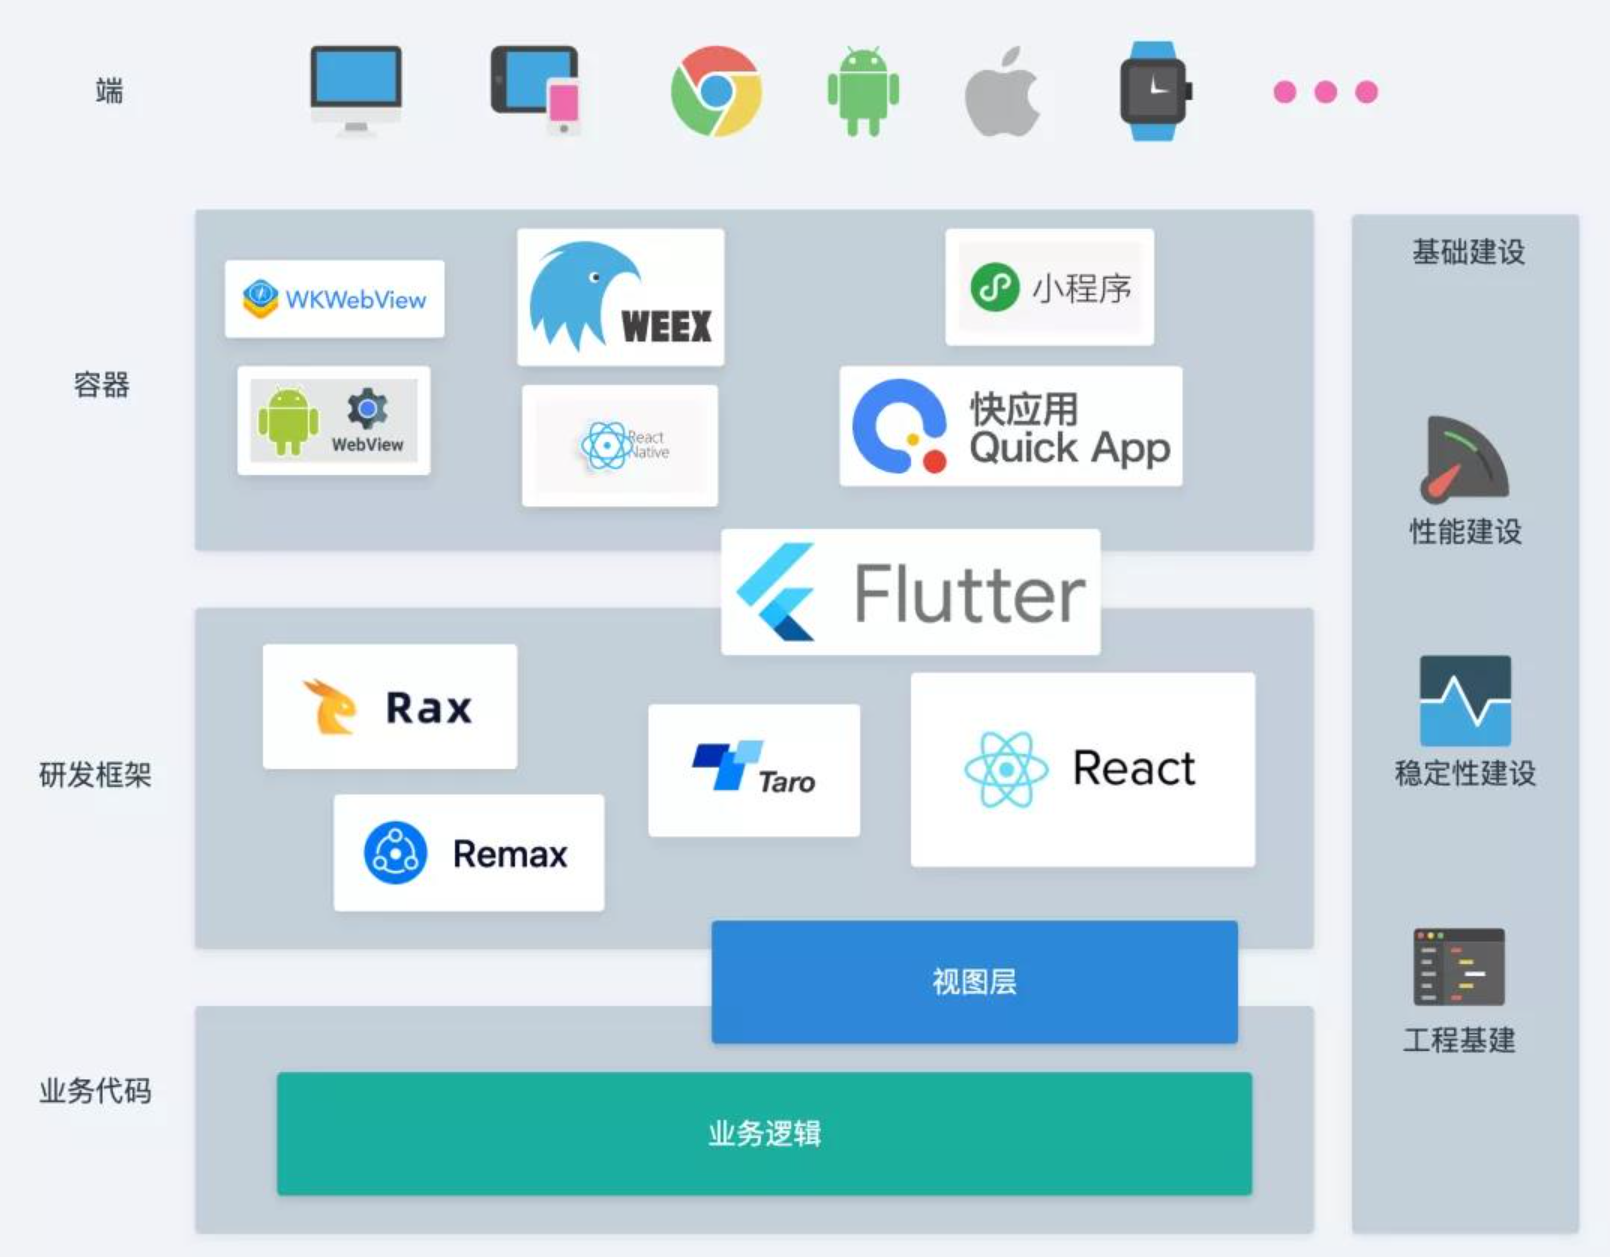 端
容器
WKWebView
WebView
WEEX
React
Native
小程序
快应用
Quick App
Flutter
研发框架
Rax
Remax
Taro
React
视图层
业务代码
业务逻辑
基础建设
性能建设
稳定性建设
工程基建